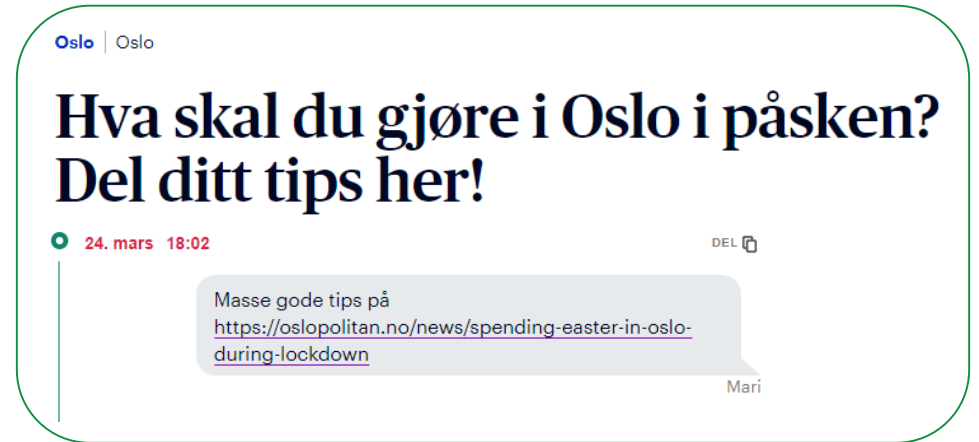 Oslo | Oslo
Hva skal du gjøre i Oslo i påsken?
Del ditt tips her!
24. mars 18:02
DEL
Masse gode tips på
https://oslopolitan.no/news/spending-easter-in-oslo-
during-lockdown
Mari